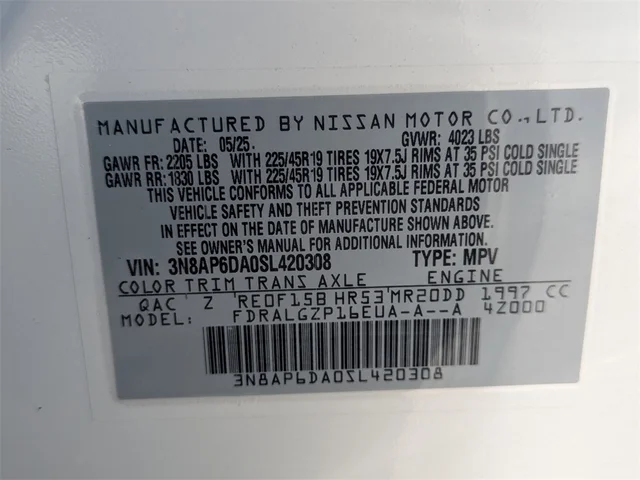 MANUFACTURED BY NISSAN MOTOR CO., LTD.
DATE: 05/25. GVWR: 4023 LBS
GAWR FR: 2205 LBS WITH 225/45R19 TIRES 19X7.5J RIMS AT 35 PSI COLD SINGLE
GAWR RR: 1830 LBS WITH 225/45R19 TIRES 19X7.5J RIMS AT 35 PSI COLD SINGLE
THIS VEHICLE CONFORMS TO ALL APPLICABLE FEDERAL MOTOR
VEHICLE SAFETY AND THEFT PREVENTION STANDARDS
IN EFFECT ON THE DATE OF MANUFACTURE SHOWN ABOVE.
SEE OWNER'S MANUAL FOR MORE INFORMATION
VIN: 3N8AP6DA0SL420308 TYPE: MPV
COLOR TRIM TRANS AXLE ENGINE
QAC Z RE0F15B HR53 MR20DD 1997 CC
MODEL: FDRALGZP16EUA-A--A 4Z000
3N8AP6DA0SL420308